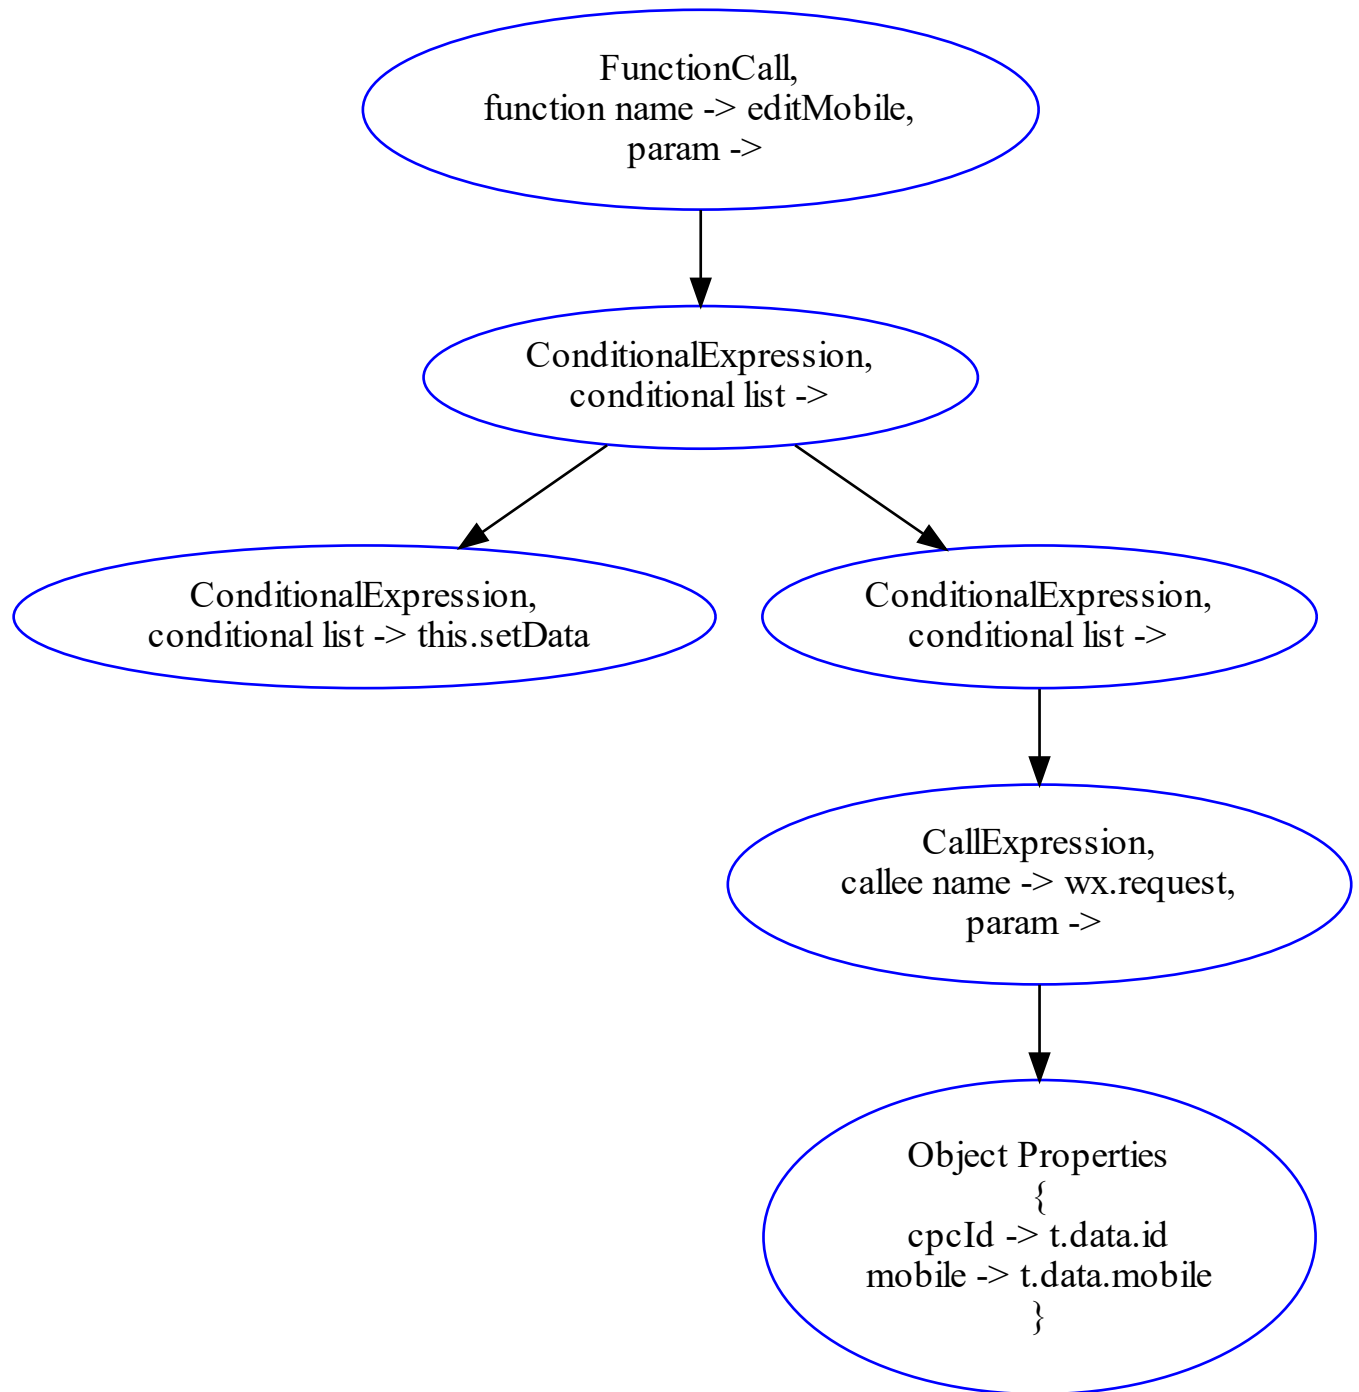 FunctionCall,
function name -> editMobile,
param ->
ConditionalExpression,
conditional list ->
ConditionalExpression,
conditional list -> this.setData
ConditionalExpression,
conditional list ->
CallExpression,
callee name -> wx.request,
param ->
Object Properties
{
cpcId -> t.data.id
mobile -> t.data.mobile
}